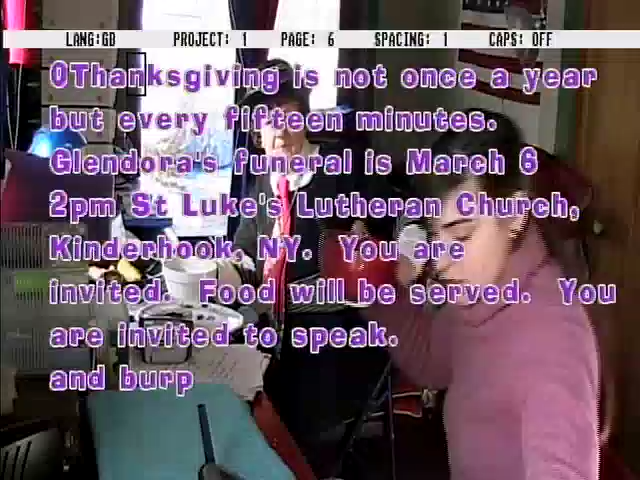 LANG:GB PROJECT: 1 PAGE: 6 SPACING: 1 CAPS: OFF
OThanksgiving is not once a year
but every fifteen minutes.
Glendora's funeral is March 6
2pm St Luke's Lutheran Church,
Kinderhook, NY. You are
invited. Food will be served. You
are invited to speak.
and burp